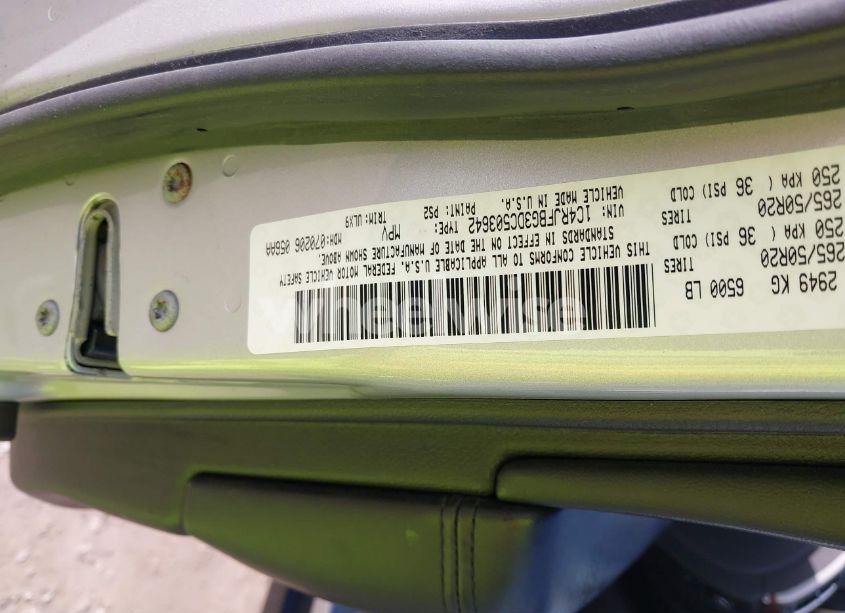 2949 KG 6500 LB
TIRES
265/50R20
250 KPA ( 36 PSI) COLD
TIRES
265/50R20
250 KPA ( 36 PSI) COLD
THIS VEHICLE CONFORMS TO ALL APPLICABLE U.S.A. FEDERAL MOTOR VEHICLE SAFETY
STANDARDS IN EFFECT ON THE DATE OF MANUFACTURE SHOWN ABOVE.
VIN: 1C4RJFBG3DC503642 TYPE: MPV MDH:070206 056AA
VEHICLE MADE IN U.S.A. PAINT: PS2 TRIM: ULX9
wheelwise